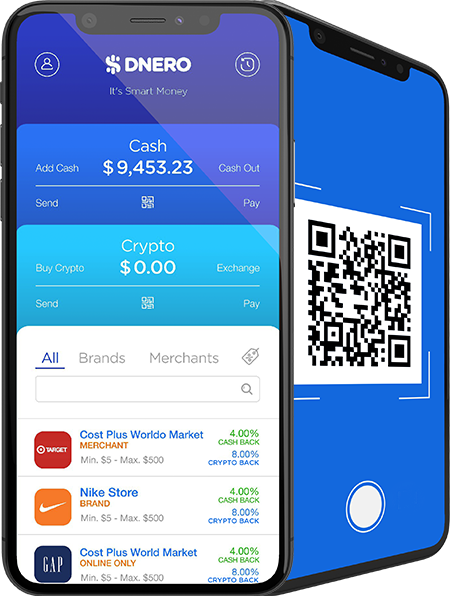 DNERO
It's Smart Money
Cash
Add Cash $9,453.23 Cash Out
Send Pay
Crypto
Buy Crypto $0.00 Exchange
Send Pay
All Brands Merchants
TARGET
Cost Plus Worldo Market 4.00%
MERCHANT CASH BACK
Min. $5 - Max. $500 8.00%
CRYPTO BACK
Nike Store 4.00%
BRAND CASH BACK
Min. $5 - Max. $500 8.00%
CRYPTO BACK
GAP
Cost Plus World Market 4.00%
ONLINE ONLY CASH BACK
Min. $5 - Max. $500 8.00%
CRYPTO BACK